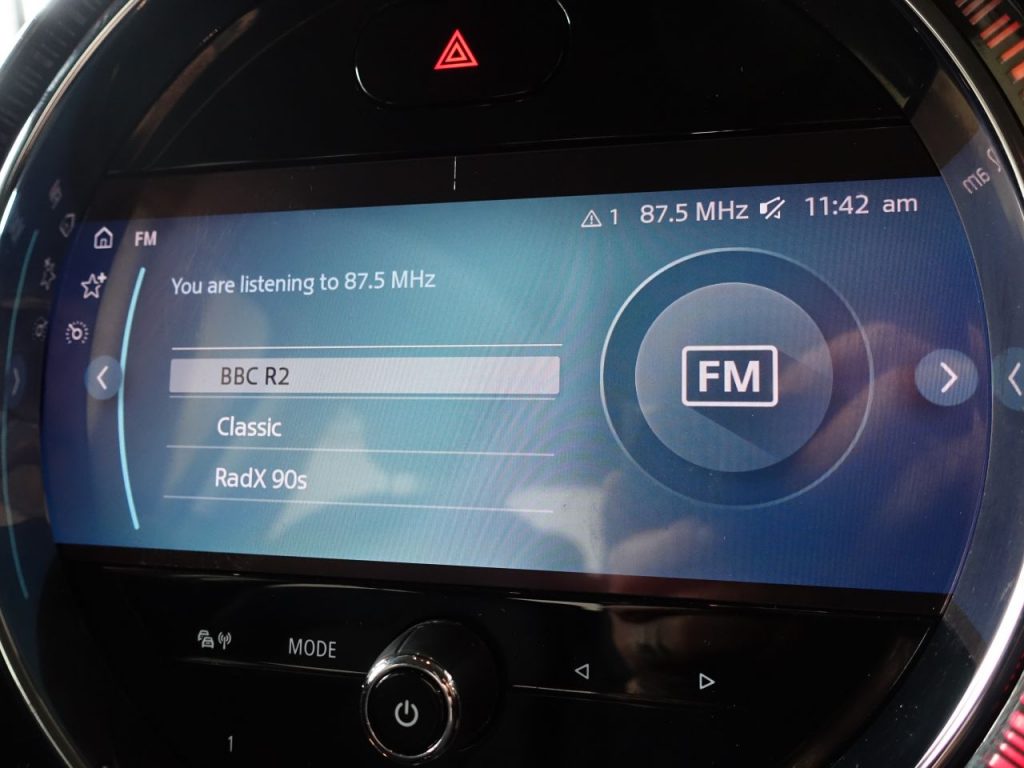 1 87.5 MHz 11:42 am
am
FM
You are listening to 87.5 MHz
BBC R2
FM
Classic
RadX 90s
MODE
1